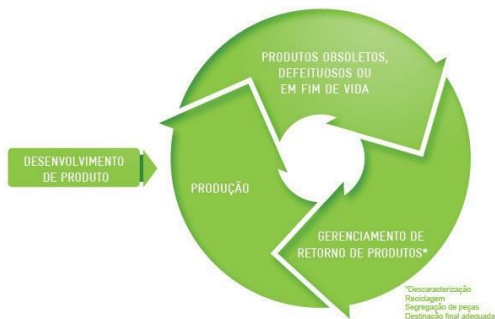 PRODUTOS OBSOLETOS,
DEFEITUOSOS OU
EM FIM DE VIDA
DESENVOLVIMENTO
DE PRODUTO
PRODUÇÃO
GERENCIAMENTO DE
RETORNO DE PRODUTOS*
*Descaracterização
Reciclagem
Segregação de peças
Destinação final adequada